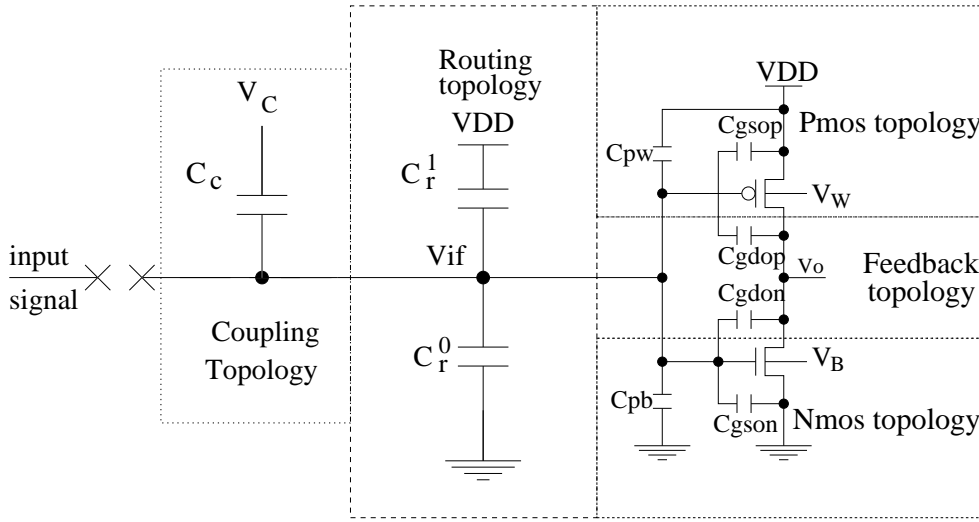 Routing
topology
VDD
C_r^1
V_C
C_c
input
signal
Vif
Coupling
Topology
C_r^0
VDD
Pmos topology
Cgsop
Cpw
V_W
Cgdop
Vo
Feedback
topology
Cgdon
V_B
Cpb
Cgson
Nmos topology